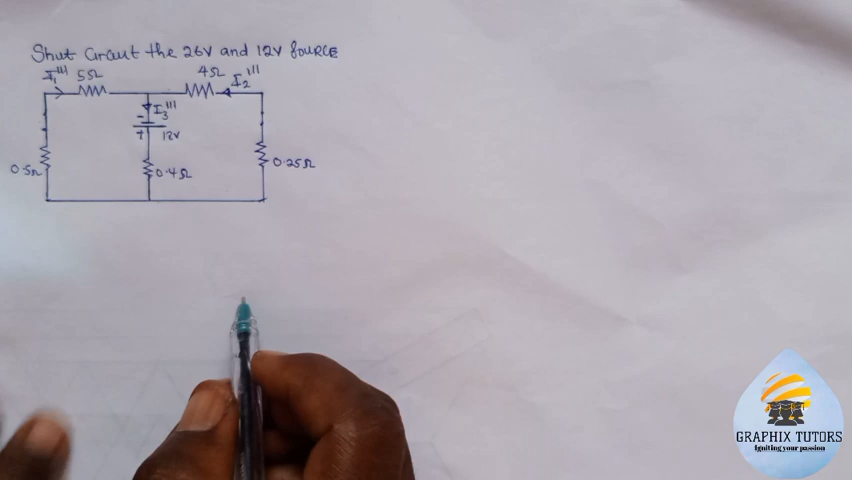 Shut Circuit the 26V and 12V SOURCE
I₁''' 5Ω 4Ω I₂'''
I₃'''
-
+ 12V
0.5Ω 0.4Ω 0.25Ω
GRAPHIX TUTORS
igniting your passion